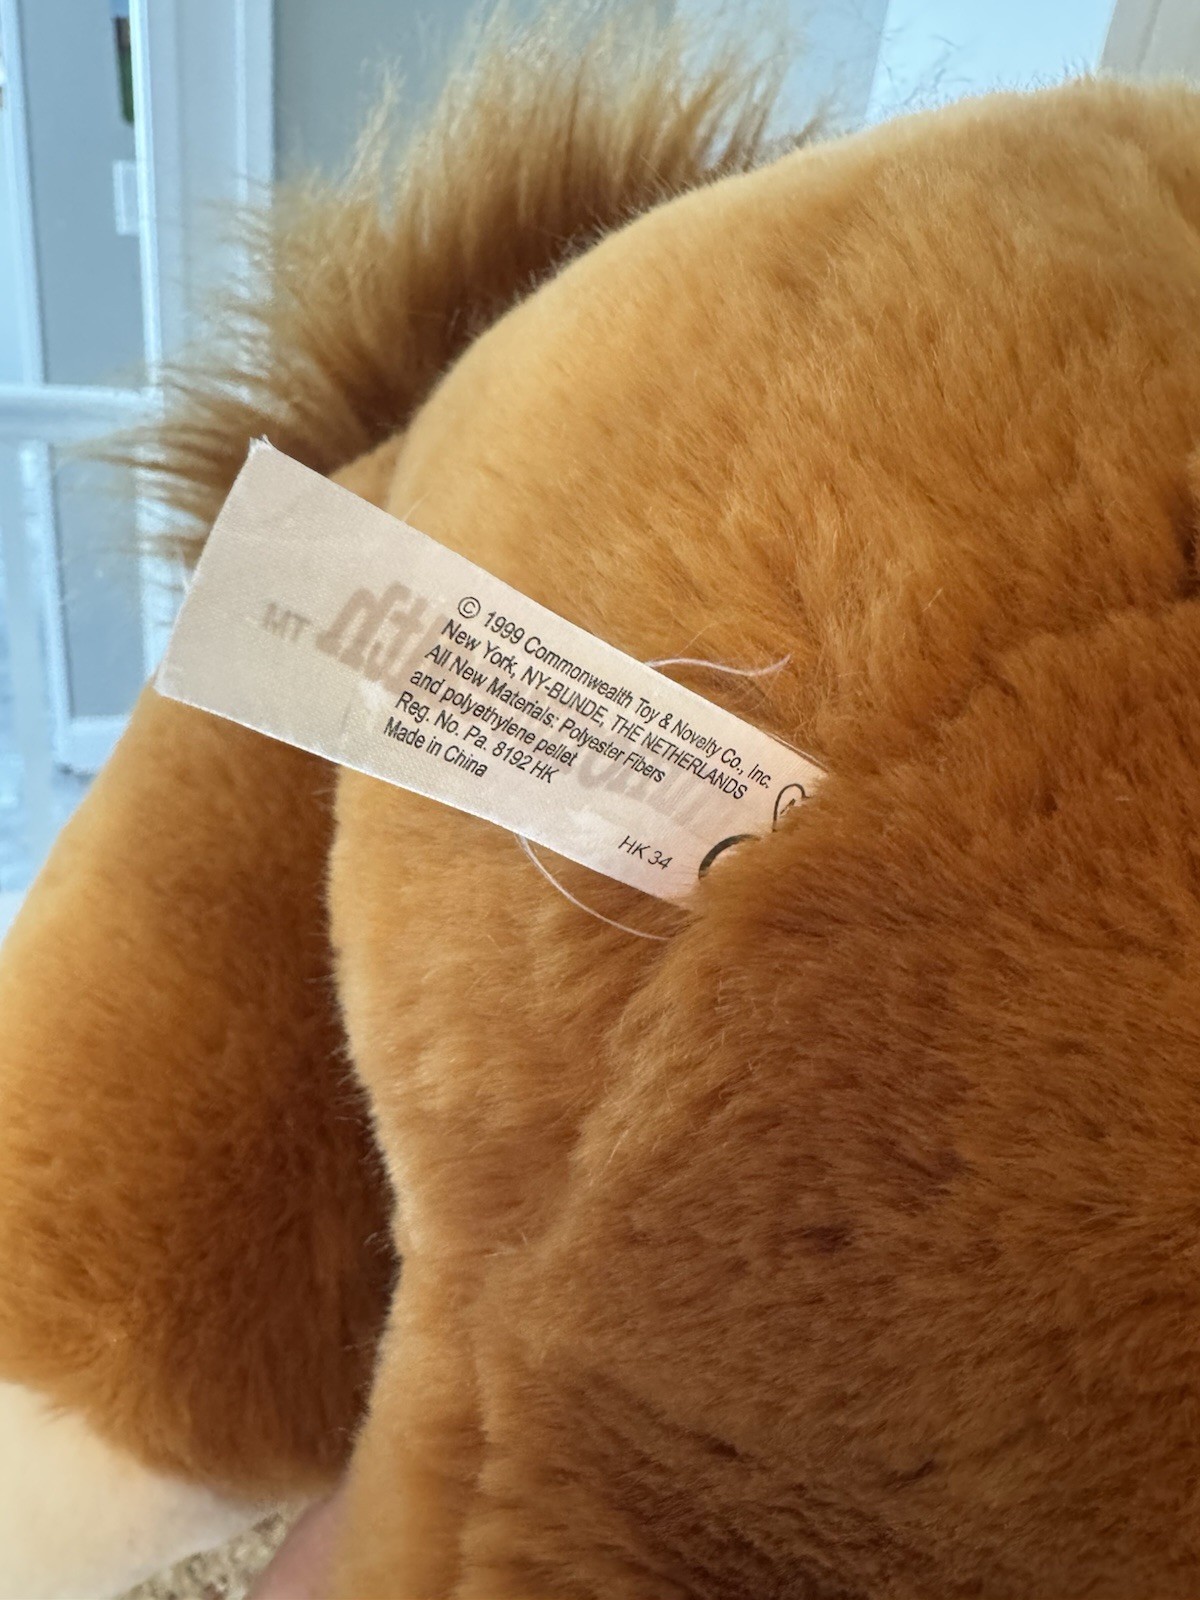 © 1999 Commonwealth Toy & Novelty Co., Inc.
New York, NY-BUNDE, THE NETHERLANDS
All New Materials: Polyester Fibers
and polyethylene pellet
Reg. No. Pa. 8192 HK
Made in China
HK 34